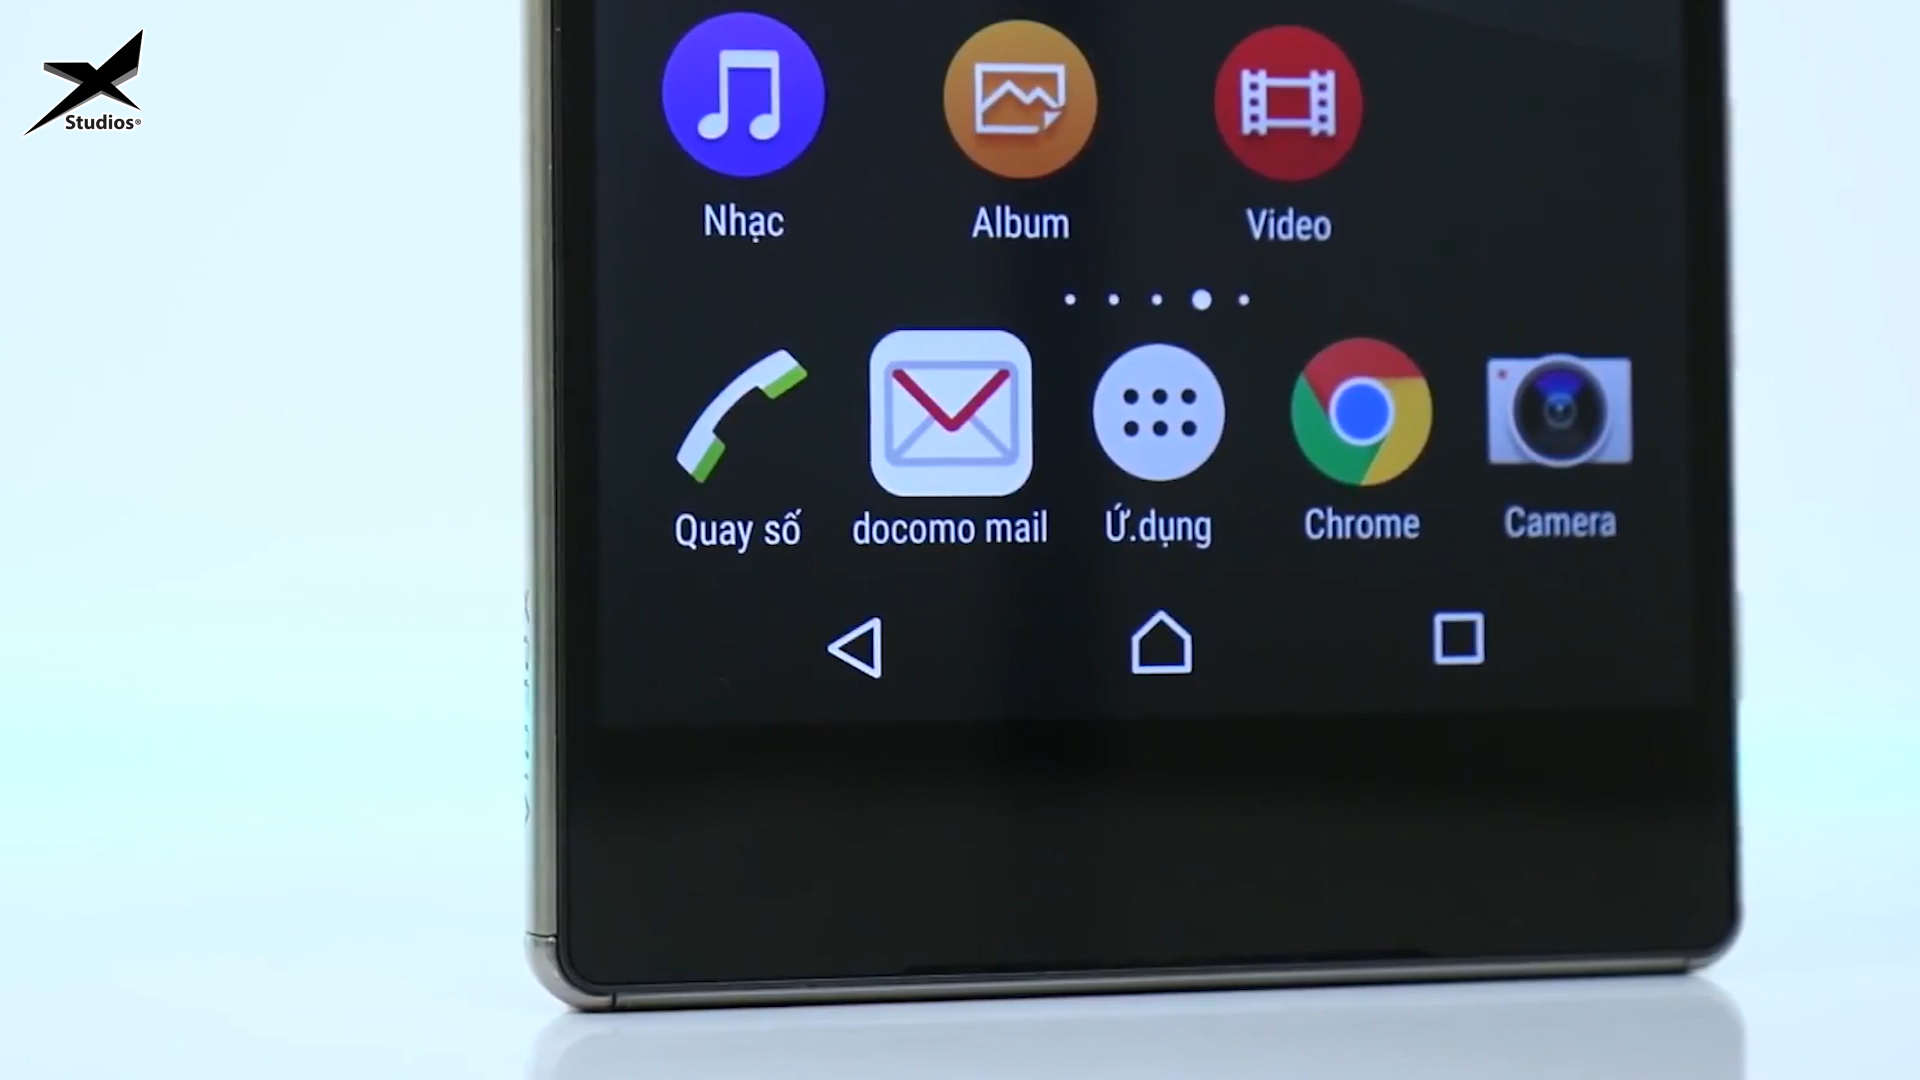 Studios®
Nhạc
Album
Video
Quay số
docomo mail
Ứ.dụng
Chrome
Camera